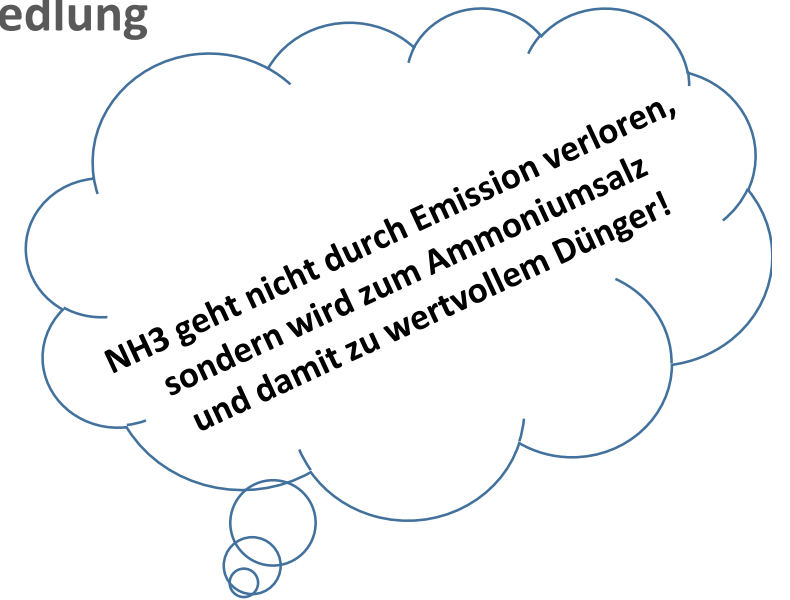 edlung
NH3 geht nicht durch Emission verloren,
sondern wird zum Ammoniumsalz
und damit zu wertvollem Dünger!